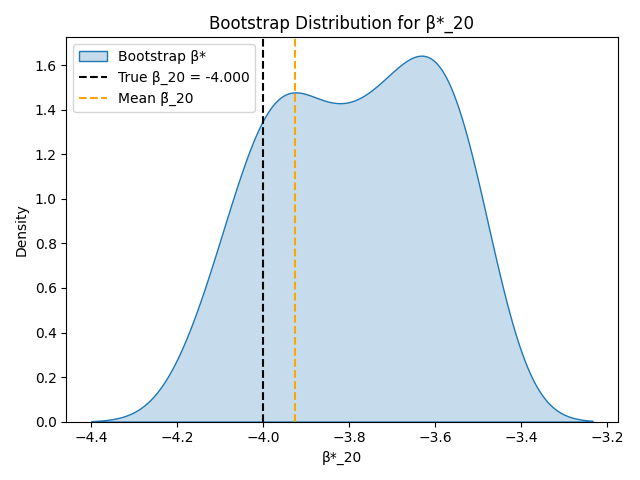 Bootstrap Distribution for β*_20
Bootstrap β*
True β_20 = -4.000
Mean β̂_20
Density
1.6
1.4
1.2
1.0
0.8
0.6
0.4
0.2
0.0
−4.4 −4.2 −4.0 −3.8 −3.6 −3.4 −3.2
β*_20